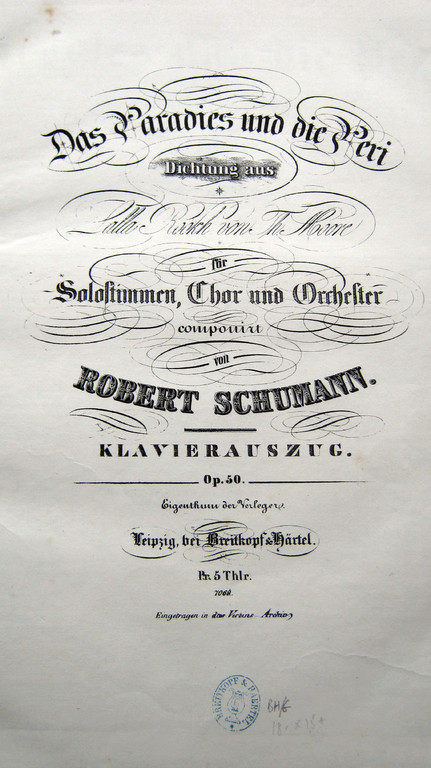 Das Paradies und die Peri
Dichtung aus
Lalla Rookh von Th. Moore
für
Solostimmen, Chor und Orchester
componirt
von
ROBERT SCHUMANN.
KLAVIERAUSZUG.
Op. 50.
Eigenthum der Verleger.
Leipzig, bei Breitkopf & Härtel.
Pr. 5 Thlr.
Eingetragen in das Vereins-Archiv
BREITKOPF & HAERTEL